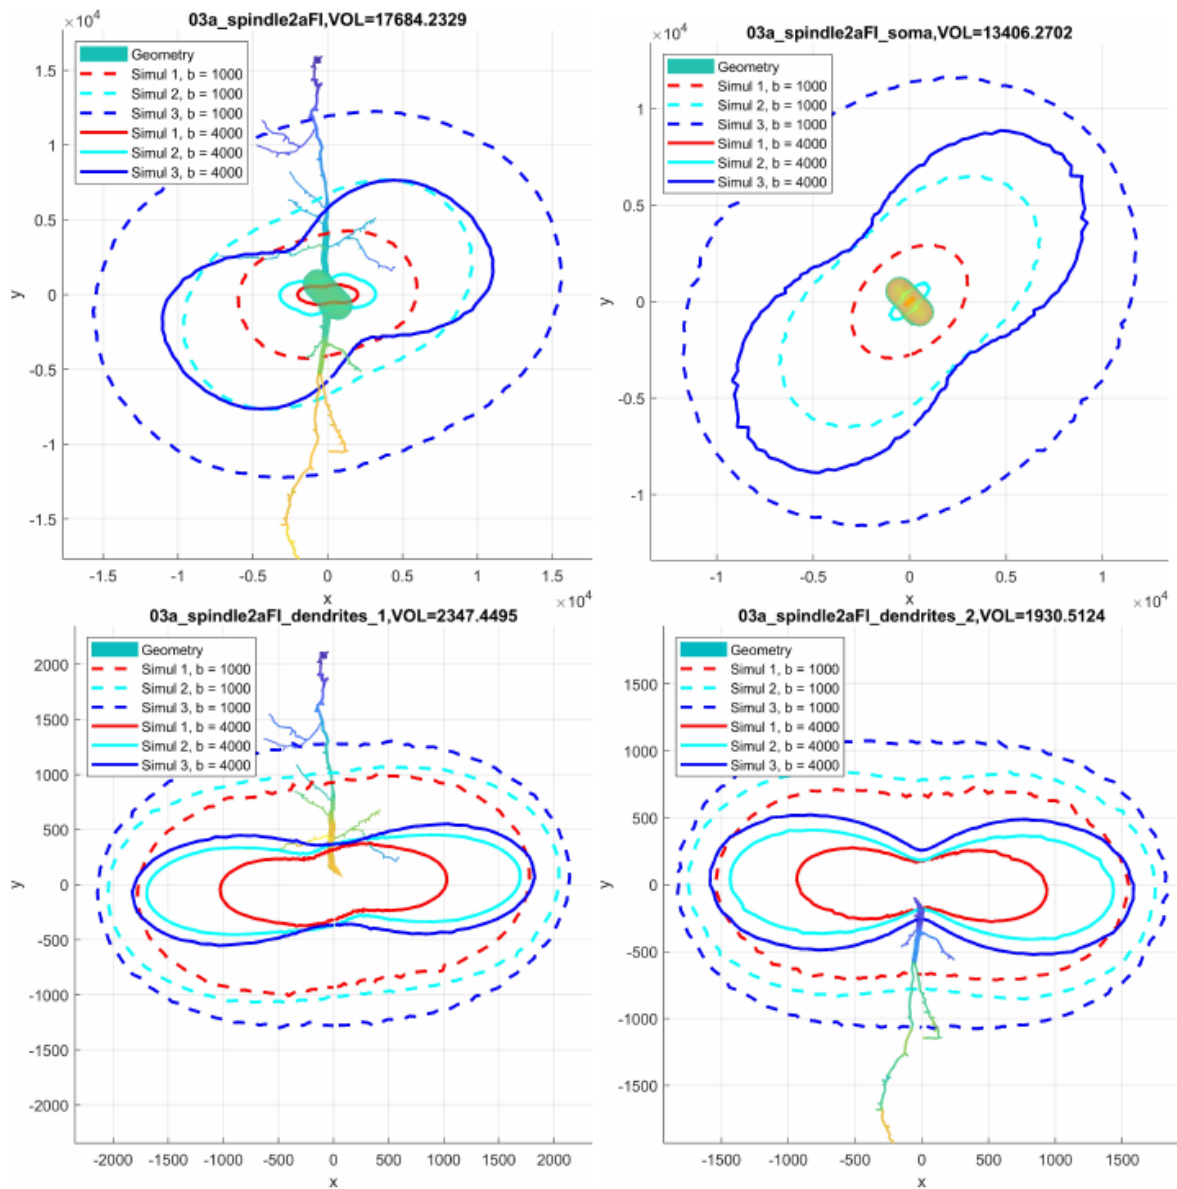 03a_spindle2aFI,VOL=17684.2329
×10⁴
Geometry
Simul 1, b = 1000
Simul 2, b = 1000
Simul 3, b = 1000
Simul 1, b = 4000
Simul 2, b = 4000
Simul 3, b = 4000
1.5
1
0.5
0
-0.5
-1
-1.5
y
-1.5 -1 -0.5 0 0.5 1 1.5
x
×10⁴
03a_spindle2aFI_soma,VOL=13406.2702
×10⁴
Geometry
Simul 1, b = 1000
Simul 2, b = 1000
Simul 3, b = 1000
Simul 1, b = 4000
Simul 2, b = 4000
Simul 3, b = 4000
1
0.5
0
-0.5
-1
y
-1 -0.5 0 0.5 1
x
×10⁴
03a_spindle2aFI_dendrites_1,VOL=2347.4495
Geometry
Simul 1, b = 1000
Simul 2, b = 1000
Simul 3, b = 1000
Simul 1, b = 4000
Simul 2, b = 4000
Simul 3, b = 4000
2000
1500
1000
500
0
-500
-1000
-1500
-2000
y
-2000 -1500 -1000 -500 0 500 1000 1500 2000
x
03a_spindle2aFI_dendrites_2,VOL=1930.5124
Geometry
Simul 1, b = 1000
Simul 2, b = 1000
Simul 3, b = 1000
Simul 1, b = 4000
Simul 2, b = 4000
Simul 3, b = 4000
1500
1000
500
0
-500
-1000
-1500
y
-1500 -1000 -500 0 500 1000 1500
x